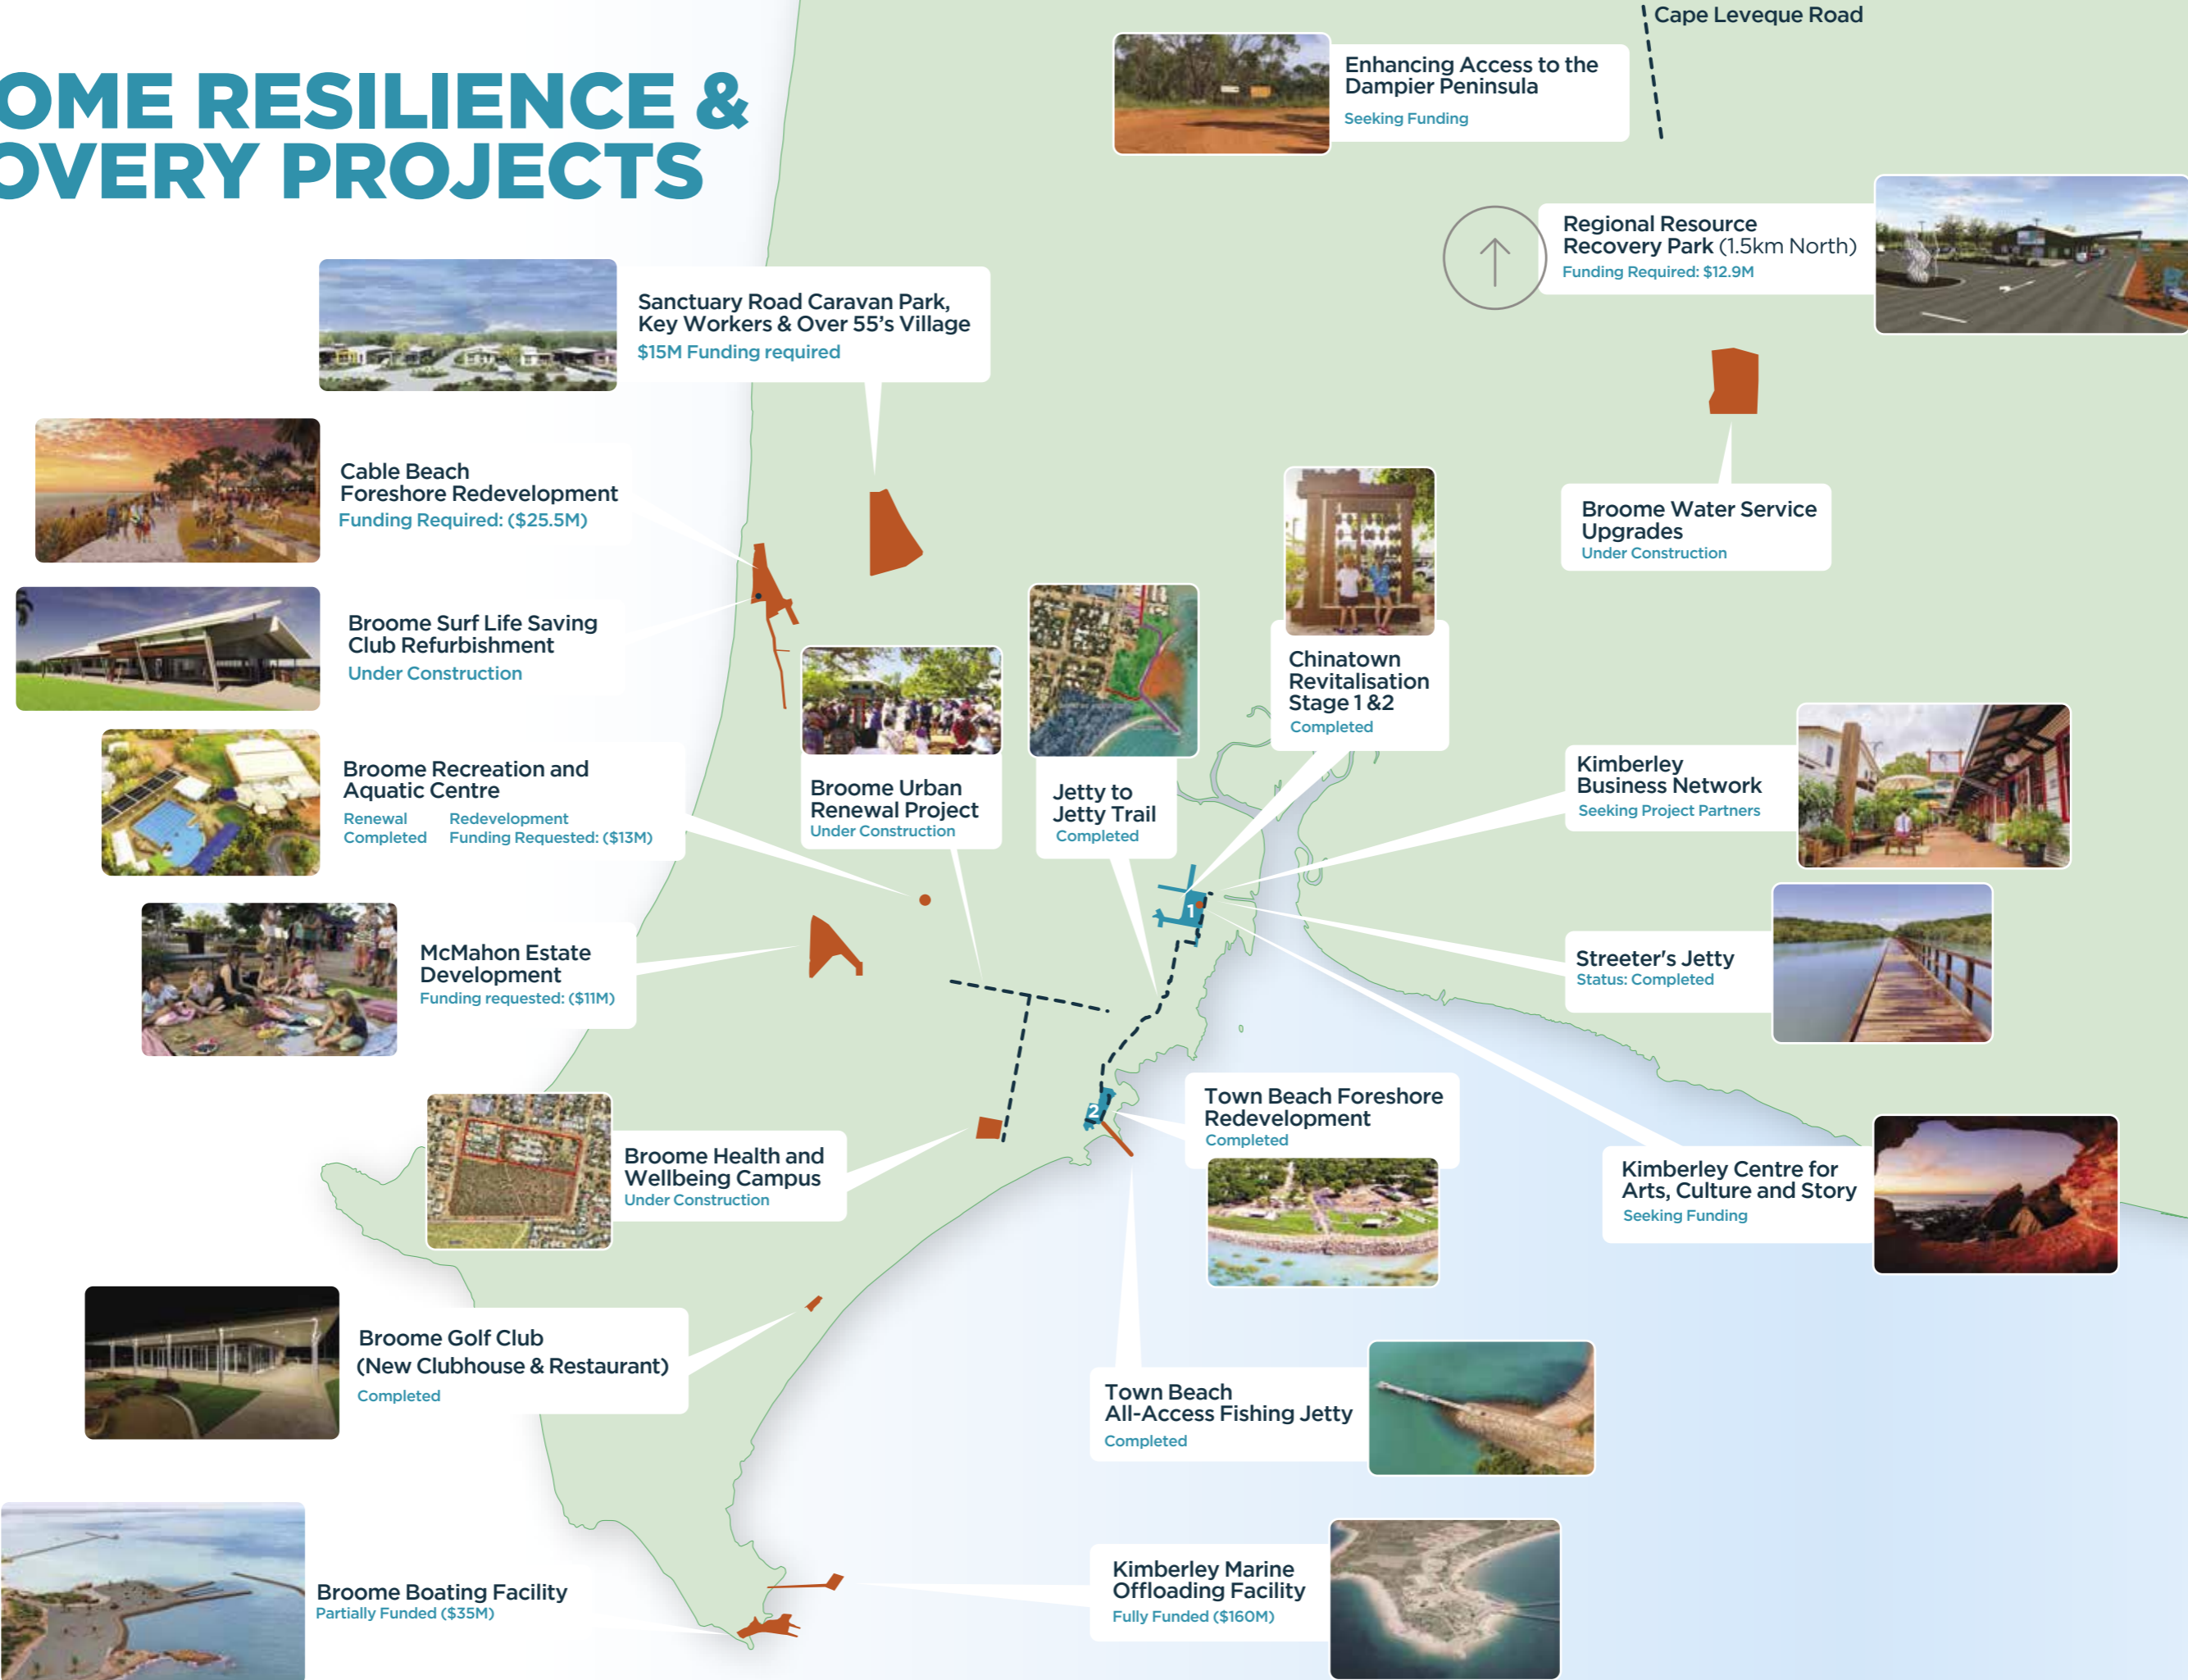 OME RESILIENCE &
OVERY PROJECTS
Cape Leveque Road
Enhancing Access to the
Dampier Peninsula
Seeking Funding
Regional Resource
Recovery Park (1.5km North)
Funding Required: $12.9M
Sanctuary Road Caravan Park,
Key Workers & Over 55's Village
$15M Funding required
Cable Beach
Foreshore Redevelopment
Funding Required: ($25.5M)
Broome Water Service
Upgrades
Under Construction
Broome Surf Life Saving
Club Refurbishment
Under Construction
Chinatown
Revitalisation
Stage 1 &2
Completed
Broome Recreation and
Aquatic Centre
Renewal
Completed
Redevelopment
Funding Requested: ($13M)
Broome Urban
Renewal Project
Under Construction
Jetty to
Jetty Trail
Completed
Kimberley
Business Network
Seeking Project Partners
1
McMahon Estate
Development
Funding requested: ($11M)
Streeter's Jetty
Status: Completed
2
Town Beach Foreshore
Redevelopment
Completed
Broome Health and
Wellbeing Campus
Under Construction
Kimberley Centre for
Arts, Culture and Story
Seeking Funding
Broome Golf Club
(New Clubhouse & Restaurant)
Completed
Town Beach
All-Access Fishing Jetty
Completed
Broome Boating Facility
Partially Funded ($35M)
Kimberley Marine
Offloading Facility
Fully Funded ($160M)